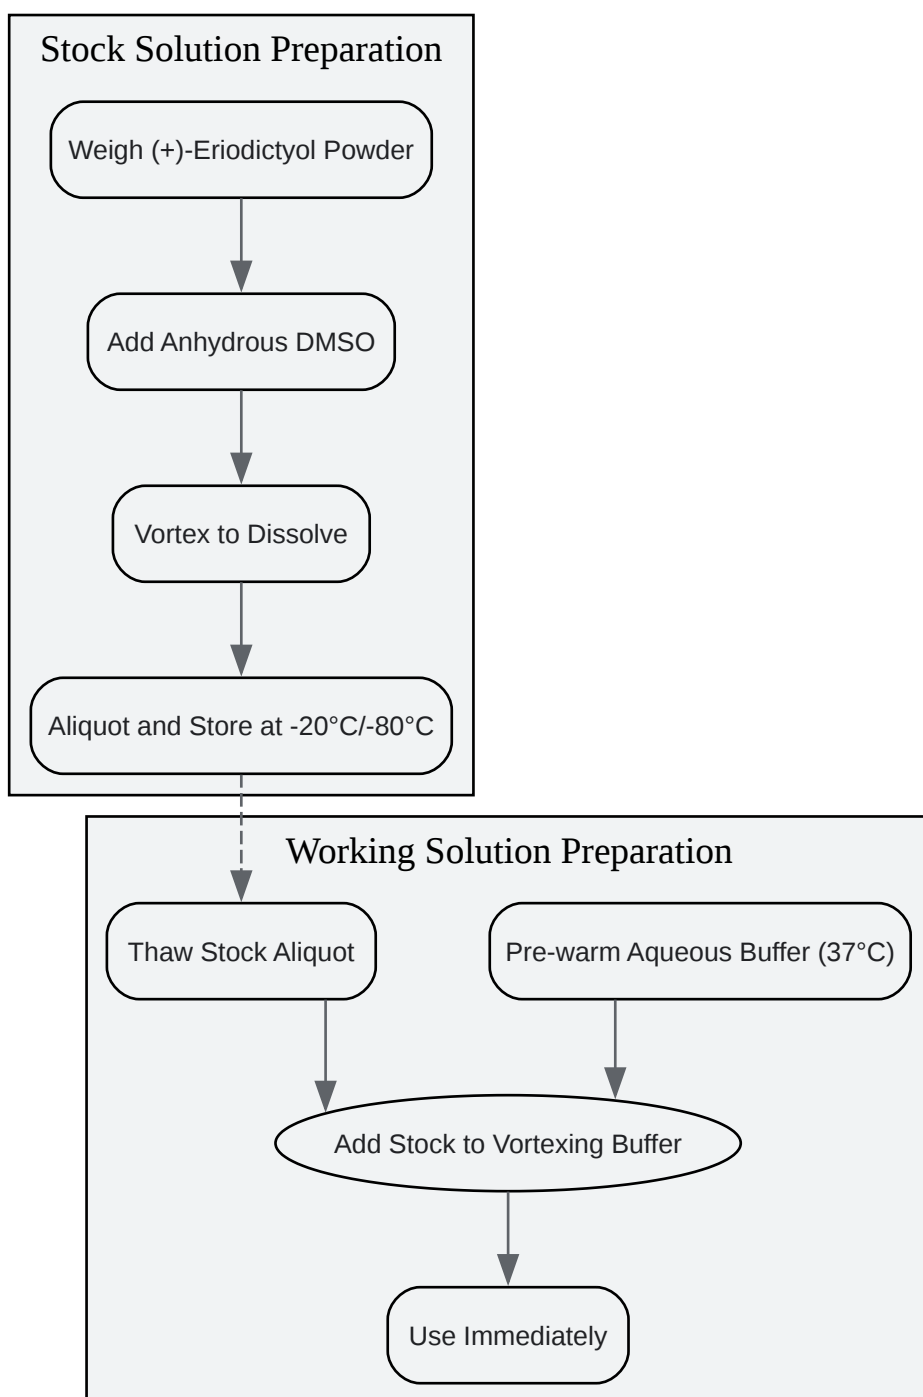 Stock Solution Preparation
Weigh (+)-Eriodictyol Powder
Add Anhydrous DMSO
Vortex to Dissolve
Aliquot and Store at -20°C/-80°C
Working Solution Preparation
Thaw Stock Aliquot
Pre-warm Aqueous Buffer (37°C)
Add Stock to Vortexing Buffer
Use Immediately